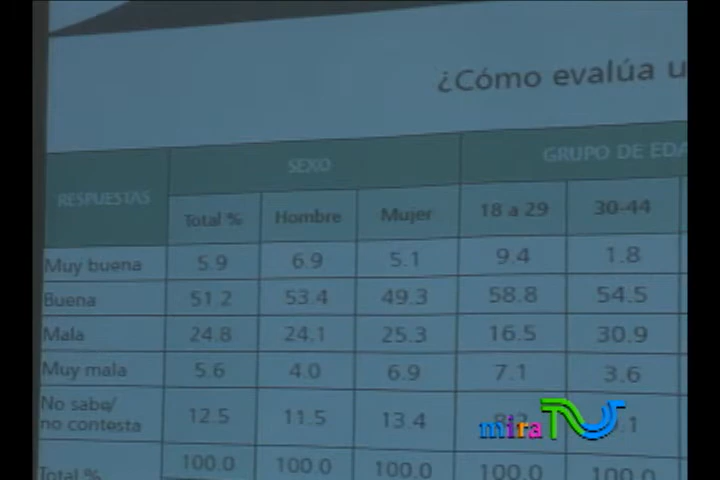 ¿Cómo evalúa u
SEXO
GRUPO DE EDA
RESPUESTAS
Total % Hombre Mujer 18 a 29 30-44
Muy buena 5.9 6.9 5.1 9.4 1.8
Buena 51.2 53.4 49.3 58.8 54.5
Mala 24.8 24.1 25.3 16.5 30.9
Muy mala 5.6 4.0 6.9 7.1 3.6
No sabe/
no contesta 12.5 11.5 13.4
Total % 100.0 100.0 100.0 100.0 100.0
mira TVS